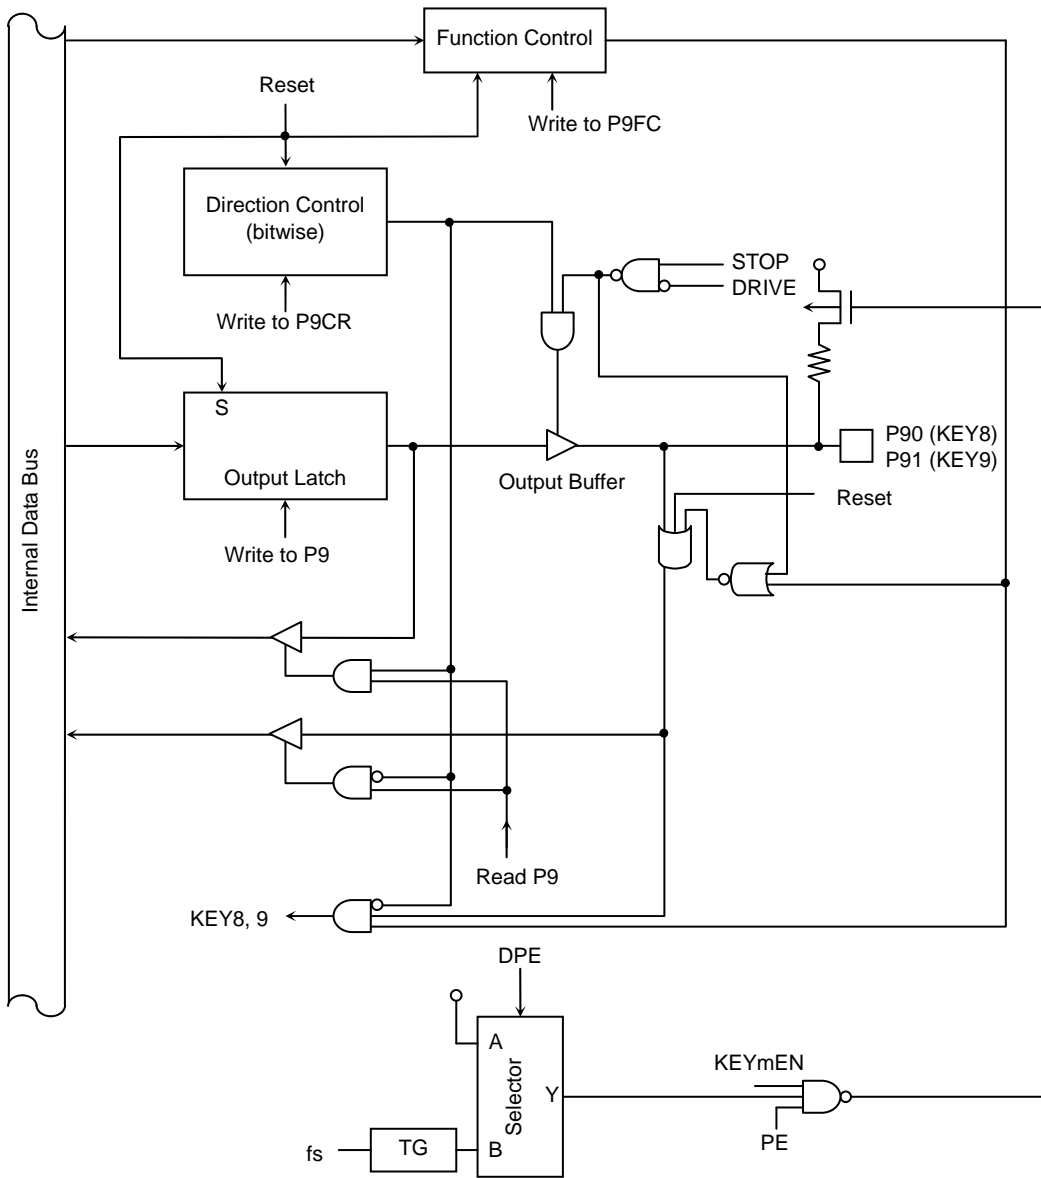 Function Control
Reset
Write to P9FC
Direction Control
(bitwise)
STOP
DRIVE
Write to P9CR
S
P90 (KEY8)
P91 (KEY9)
Output Latch
Output Buffer
Reset
Internal Data Bus
Write to P9
Read P9
KEY8, 9
DPE
A
Selector
KEYmEN
Y
PE
fs
TG
B